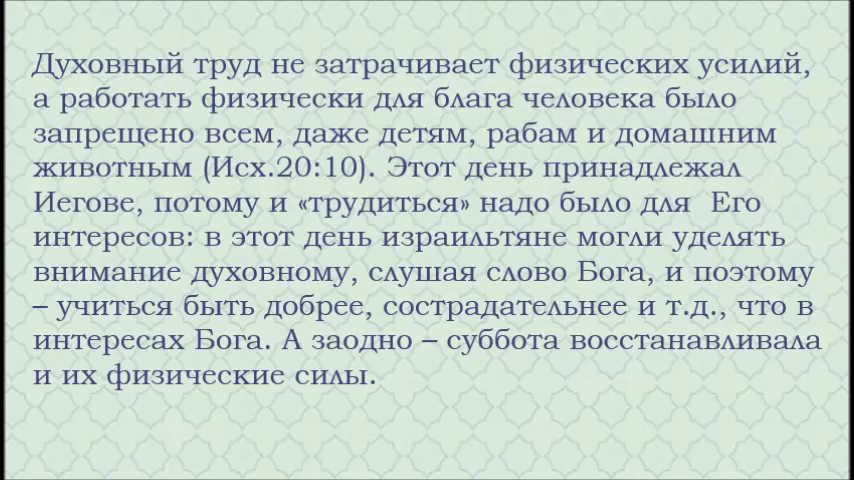 Духовный труд не затрачивает физических усилий,
а работать физически для блага человека было
запрещено всем, даже детям, рабам и домашним
животным (Исх.20:10). Этот день принадлежал
Иегове, потому и «трудиться» надо было для  Его
интересов: в этот день израильтяне могли уделять
внимание духовному, слушая слово Бога, и поэтому
– учиться быть добрее, сострадательнее и т.д., что в
интересах Бога. А заодно – суббота восстанавливала
и их физические силы.